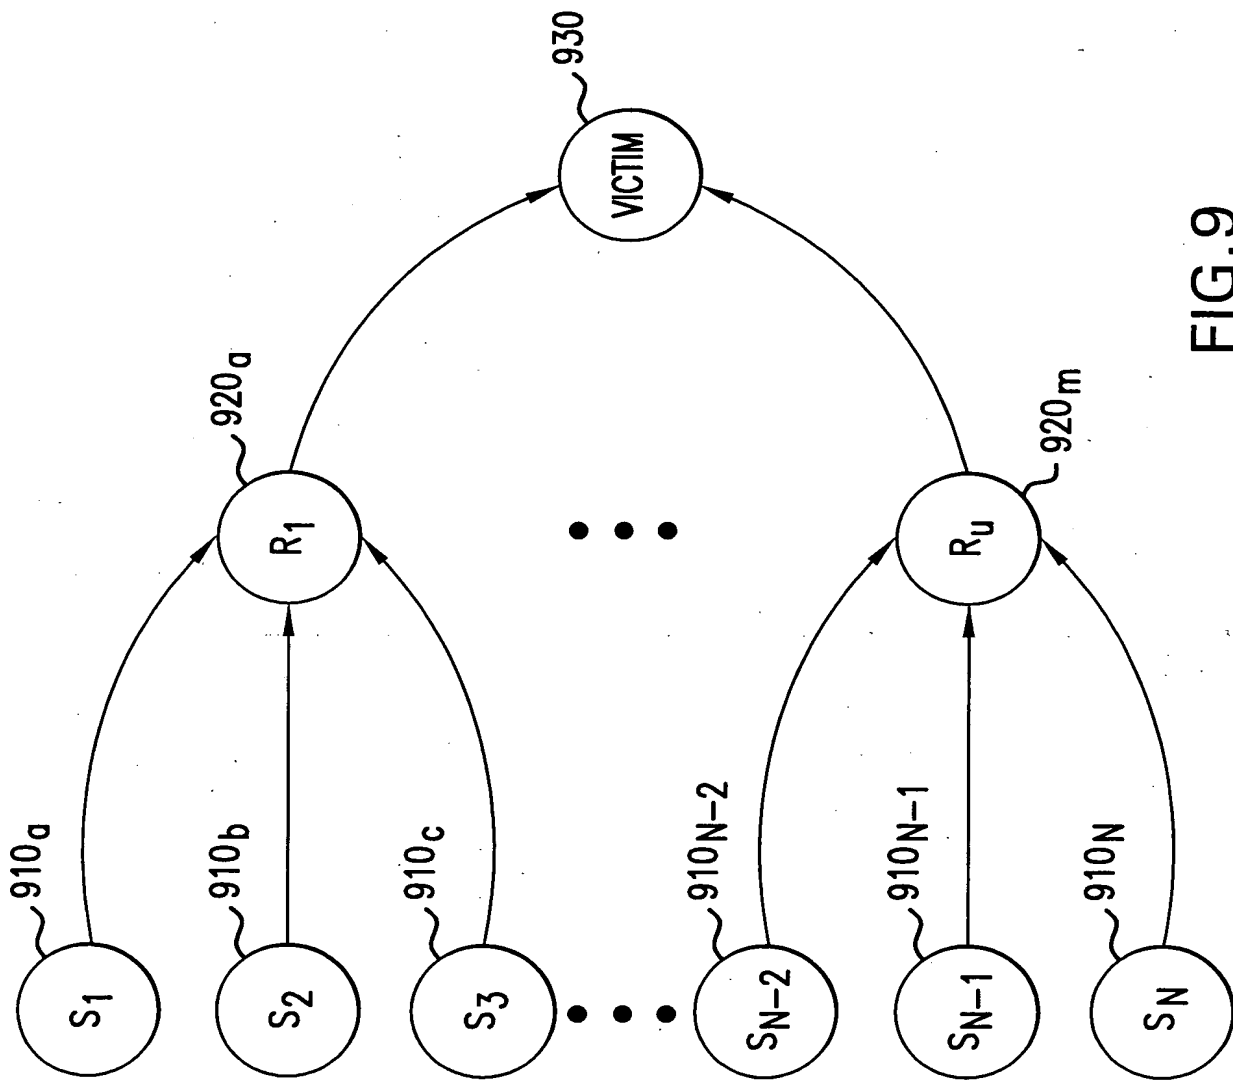 S1
910a
S2
910b
S3
910c
SN-2
910N-2
SN-1
910N-1
SN
910N
R1
920a
Ru
920m
VICTIM
930
FIG.9